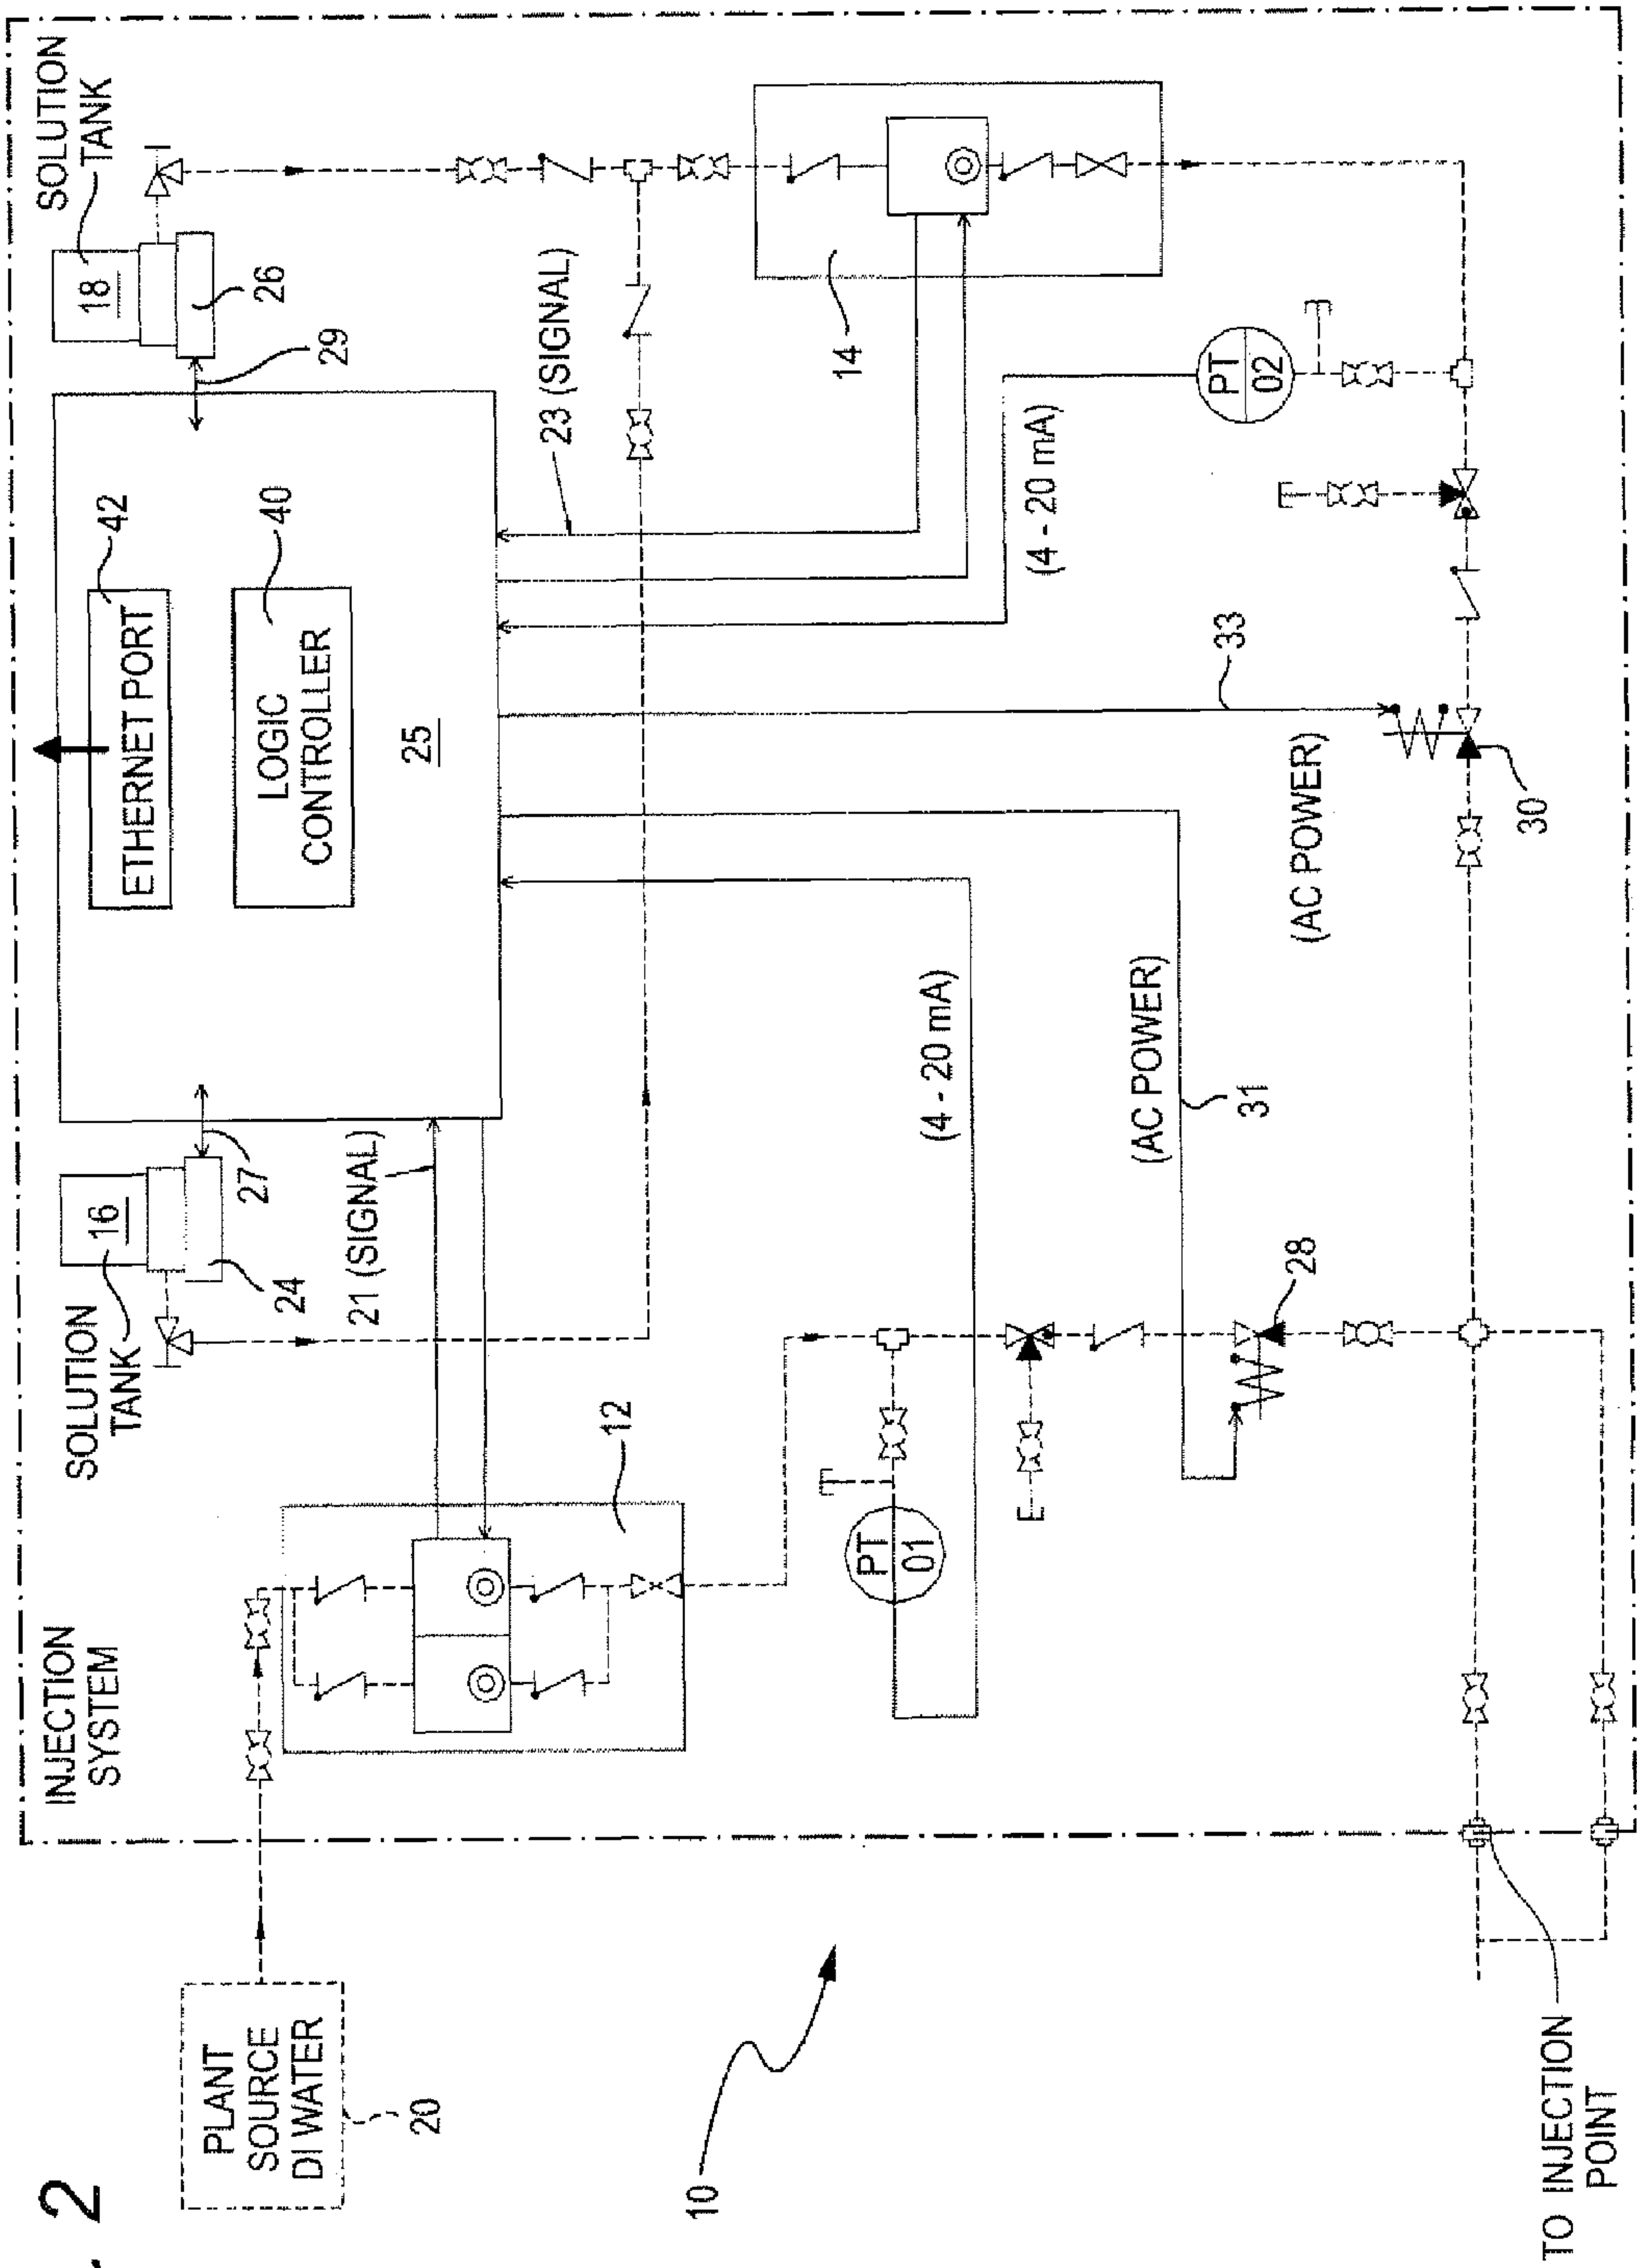 . 2
INJECTION
SYSTEM
PLANT
SOURCE
DI WATER
20
10
SOLUTION
TANK
16
24
27
ETHERNET PORT
42
LOGIC
CONTROLLER
40
25
SOLUTION
TANK
18
26
29
21 (SIGNAL)
23 (SIGNAL)
12
14
PT
01
PT
02
(4 - 20 mA)
(4 - 20 mA)
(AC POWER)
31
(AC POWER)
33
28
30
TO INJECTION
POINT